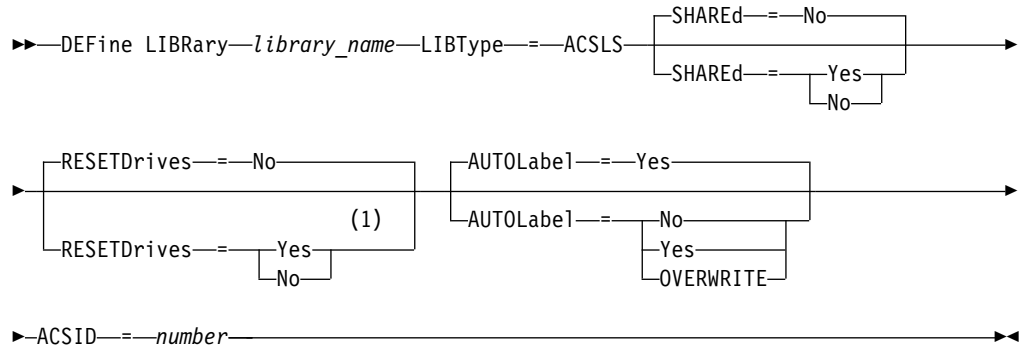 SHAREd = No
DEFine LIBRary library_name LIBType = ACSLS
SHAREd = Yes
No
RESETDrives = No
AUTOLabel = Yes
(1)
RESETDrives = Yes
No
AUTOLabel = No
Yes
OVERWRITE
ACSID = number